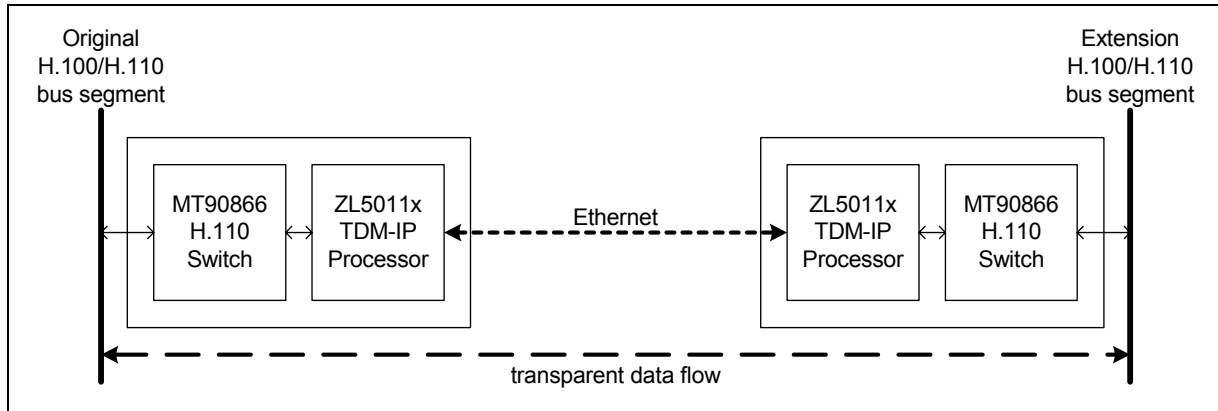 Original
H.100/H.110
bus segment
Extension
H.100/H.110
bus segment
MT90866
H.110
Switch
ZL5011x
TDM-IP
Processor
Ethernet
ZL5011x
TDM-IP
Processor
MT90866
H.110
Switch
transparent data flow